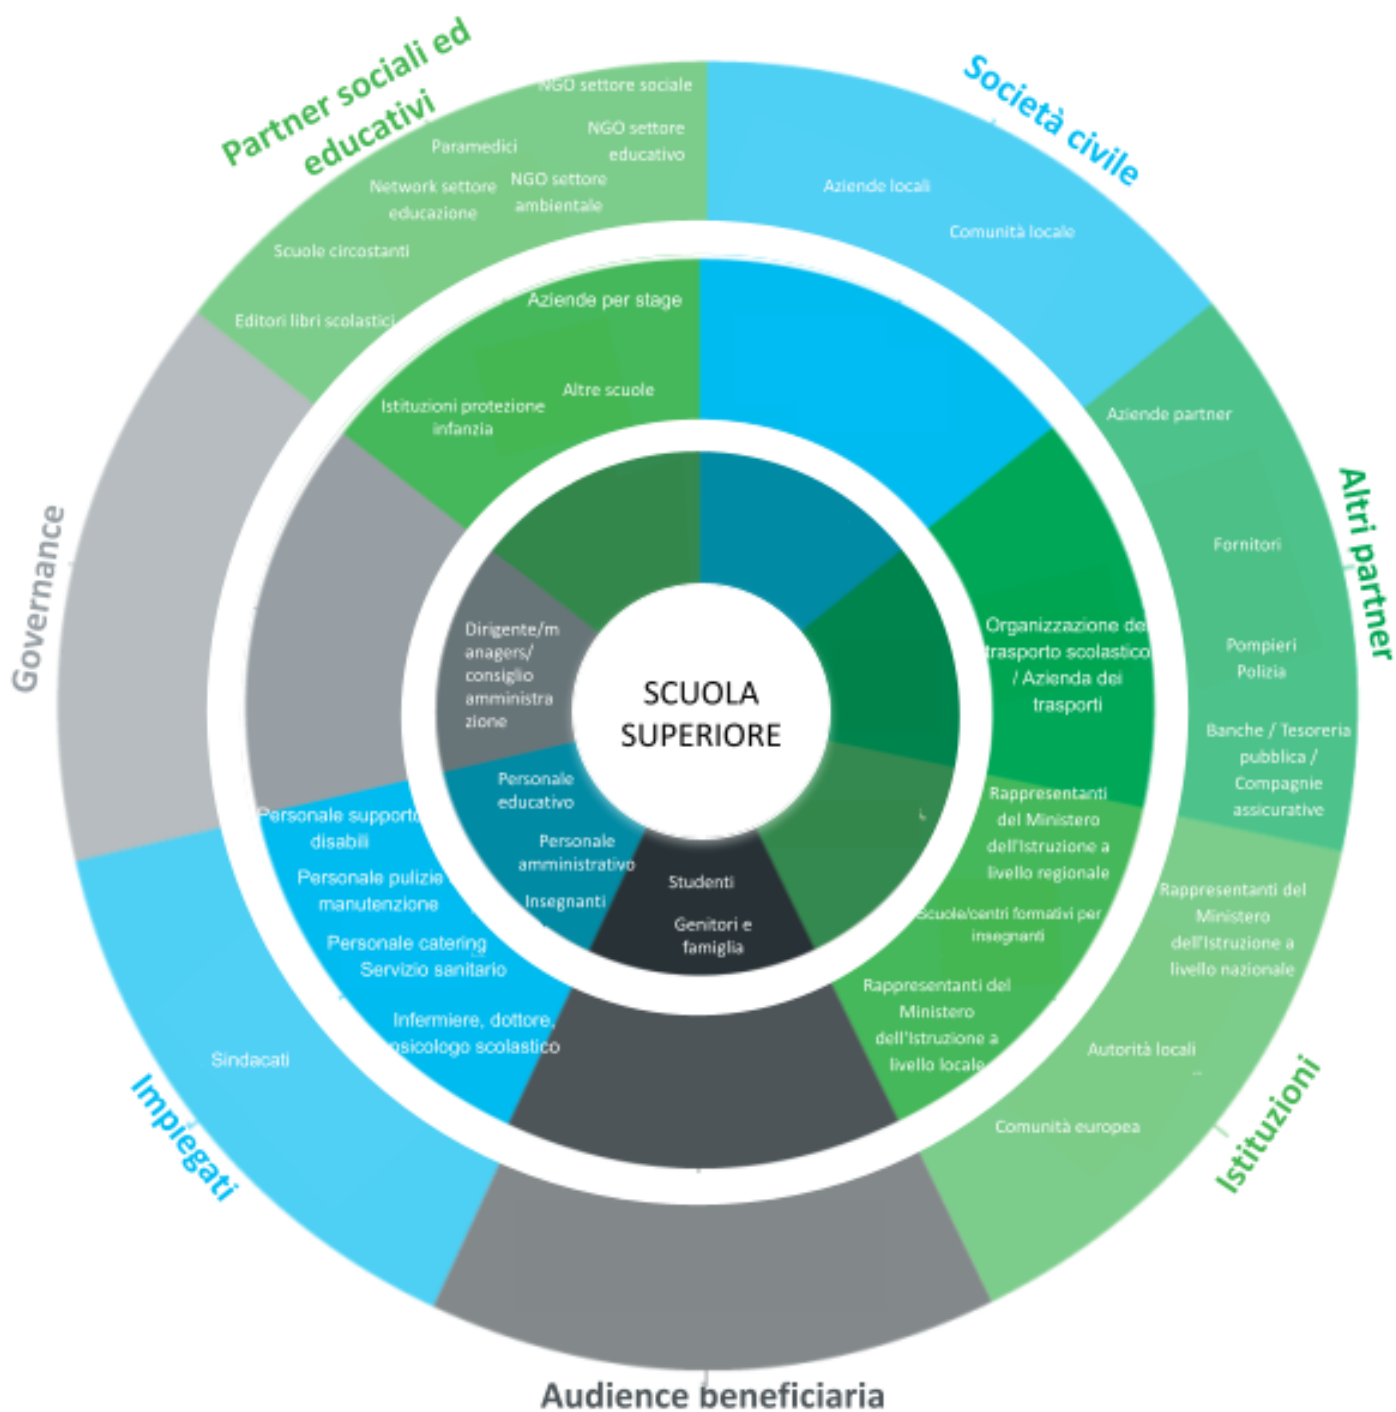 Partner sociali ed
educativi
NGO settore sociale
NGO settore
educativo
Paramedici
Network settore
educazione
NGO settore
ambientale
Scuole circostanti
Editori libri scolastici
Aziende per stage
Altre scuole
Istituzioni protezione
infanzia
Società civile
Aziende locali
Comunità locale
Altri partner
Aziende partner
Fornitori
Pompieri
Polizia
Banche / Tesoreria
pubblica /
Compagnie
assicurative
Organizzazione de
trasporto scolastico
/ Azienda dei
trasporti
Istituzioni
Rappresentanti
del Ministero
dell'Istruzione a
livello regionale
Scuole/centri formativi per
insegnanti
Rappresentanti del
Ministero
dell'Istruzione a
livello locale
Rappresentanti del
Ministero
dell'Istruzione a
livello nazionale
Autorità locali
Comunità europea
Audience beneficiaria
Studenti
Genitori e
famiglia
Impiegati
Personale
educativo
Personale
amministrativo
Insegnanti
Personale supporto
disabili
Personale pulizie
manutenzione
Personale catering
Servizio sanitario
Infermiere, dottore,
psicologo scolastico
Sindacati
Governance
Dirigente/m
anagers/
consiglio
amministra
zione
SCUOLA
SUPERIORE